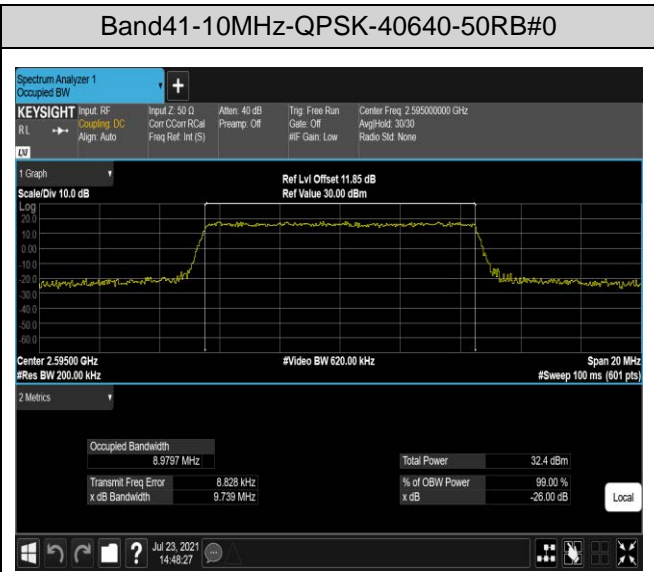 Band41-10MHz-QPSK-40640-50RB#0
Spectrum Analyzer 1
Occupied BW
+
KEYSIGHT Input: RF Input Z: 50 Ω Atten: 40 dB Trig: Free Run Center Freq: 2.595000000 GHz
RL Coupling: DC Corr CCorr RCal Preamp: Off Gate: Off Avg|Hold: 30/30
Align: Auto Freq Ref: Int (S) #IF Gain: Low Radio Std: None
LXI
1 Graph Ref Lvl Offset 11.85 dB
Scale/Div 10.0 dB Ref Value 30.00 dBm
Log
20.0
10.0
0.00
-10.0
-20.0
-30.0
-40.0
-50.0
-60.0
Center 2.59500 GHz #Video BW 620.00 kHz Span 20 MHz
#Res BW 200.00 kHz #Sweep 100 ms (601 pts)
2 Metrics
Occupied Bandwidth
8.9797 MHz Total Power 32.4 dBm
Transmit Freq Error 8.828 kHz % of OBW Power 99.00 %
x dB Bandwidth 9.739 MHz x dB -26.00 dB
Local
? Jul 23, 2021
14:48:27